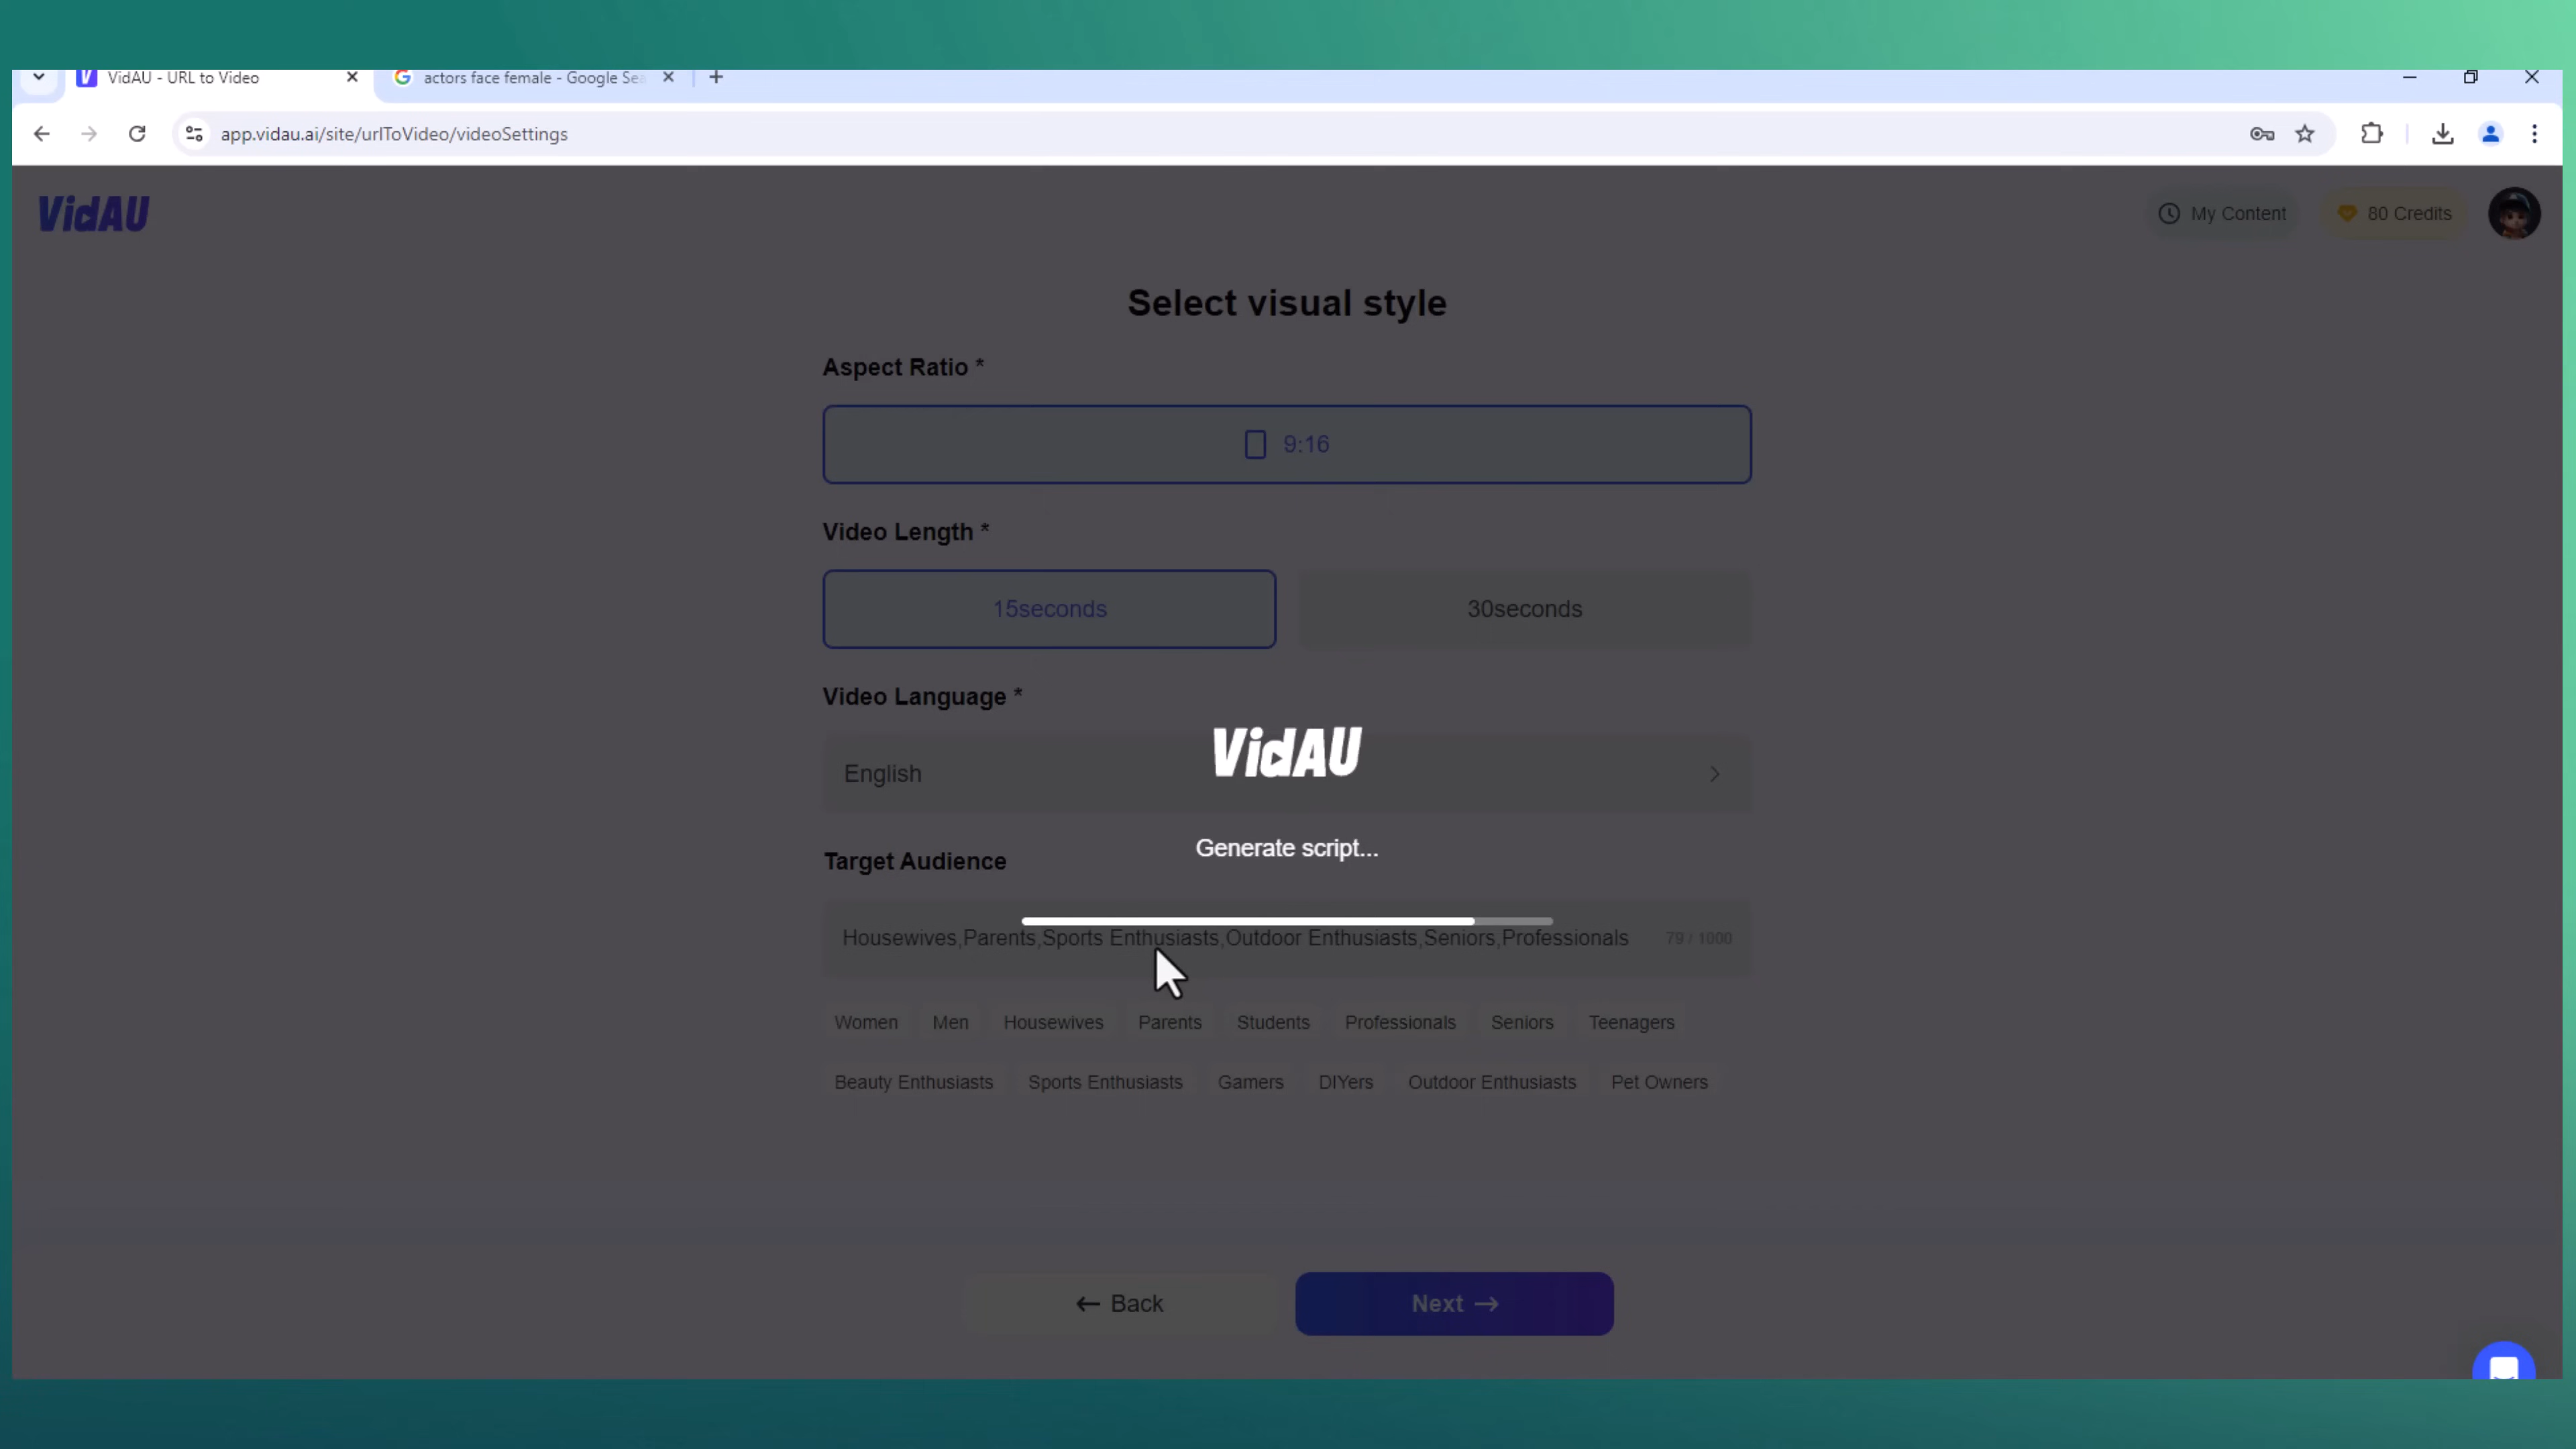 VidAU - URL to Video
actors face female - Google Sea
app.vidau.ai/site/urlToVideo/videoSettings
VidAU
My Content
80 Credits
Select visual style
Aspect Ratio *
9:16
Video Length *
15seconds
30seconds
Video Language *
VidAU
English
Generate script...
Target Audience
Housewives,Parents,Sports Enthusiasts,Outdoor Enthusiasts,Seniors,Professionals
79 / 1000
Women Men Housewives Parents Students Professionals Seniors Teenagers
Beauty Enthusiasts Sports Enthusiasts Gamers DIYers Outdoor Enthusiasts Pet Owners
← Back
Next →